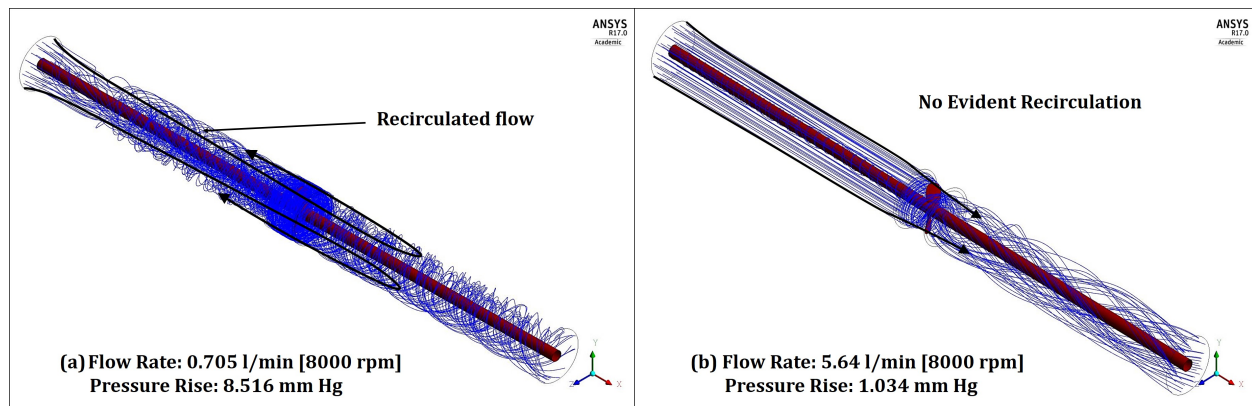 ANSYS
R17.0
Academic
Recirculated flow
(a) Flow Rate: 0.705 l/min [8000 rpm]
Pressure Rise: 8.516 mm Hg
Y
Z
X
ANSYS
R17.0
Academic
No Evident Recirculation
(b) Flow Rate: 5.64 l/min [8000 rpm]
Pressure Rise: 1.034 mm Hg
Y
Z
X